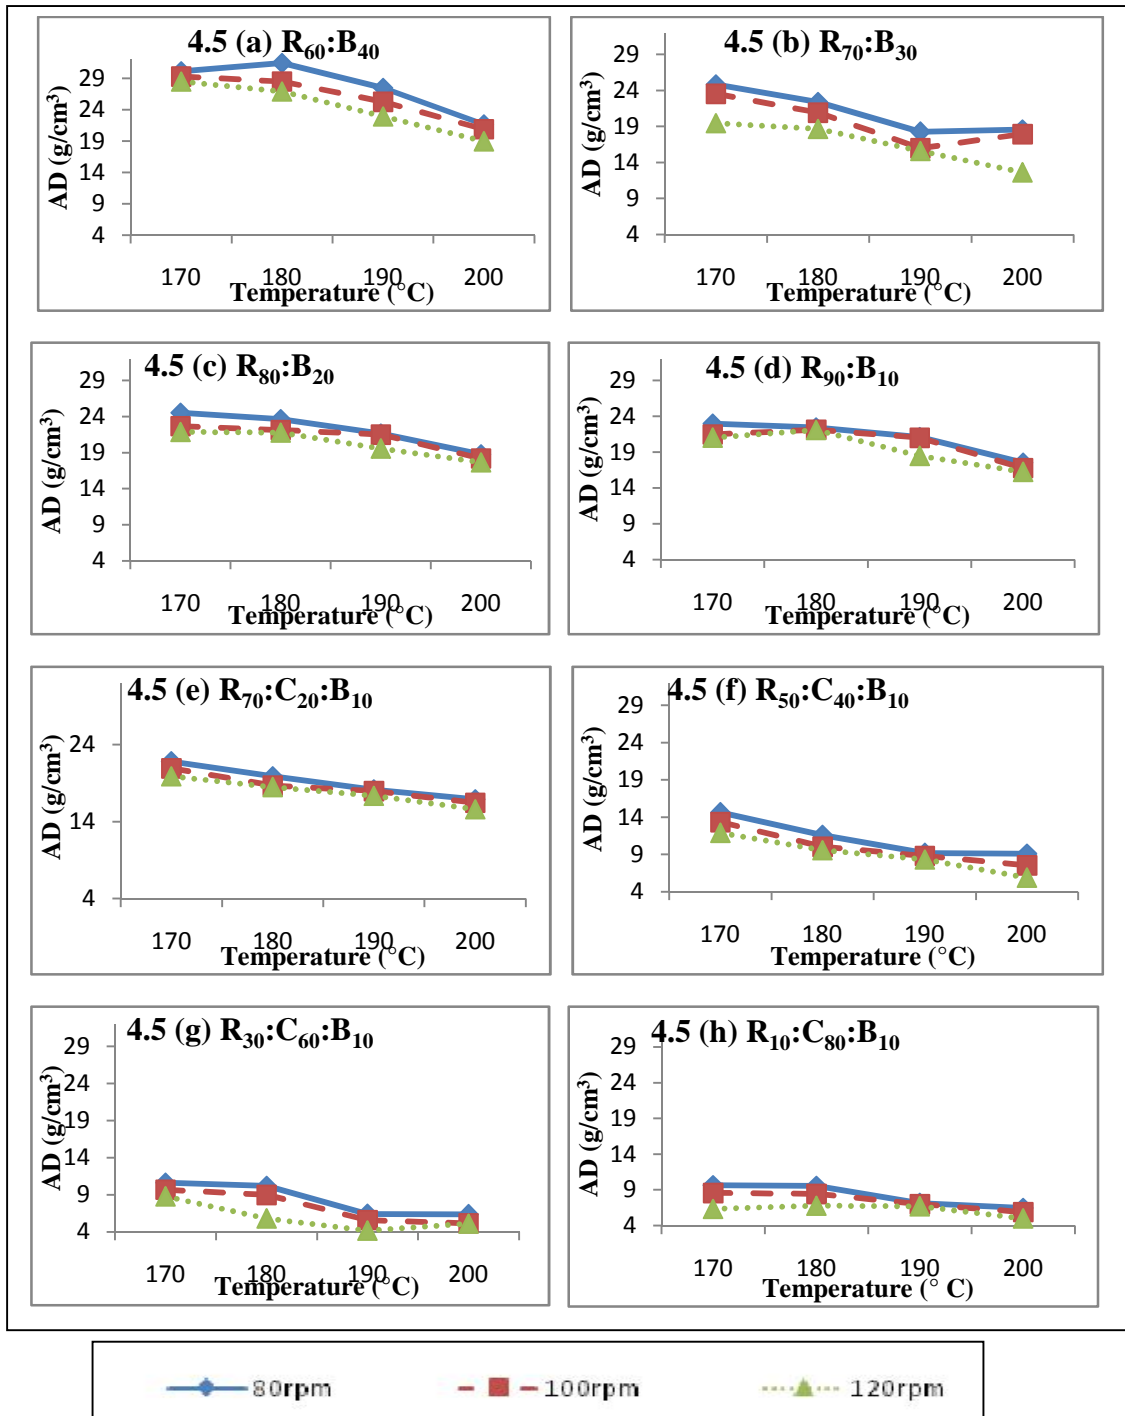 4.5 (a) R60:B40
AD (g/cm³)
29
24
19
14
9
4
170 180 190 200
Temperature (°C)
4.5 (b) R70:B30
AD (g/cm³)
29
24
19
14
9
4
170 180 190 200
Temperature (°C)
4.5 (c) R80:B20
AD (g/cm³)
29
24
19
14
9
4
170 180 190 200
Temperature (°C)
4.5 (d) R90:B10
AD (g/cm³)
29
24
19
14
9
4
170 180 190 200
Temperature (°C)
4.5 (e) R70:C20:B10
AD (g/cm³)
24
14
4
170 180 190 200
Temperature (°C)
4.5 (f) R50:C40:B10
AD (g/cm³)
29
24
19
14
9
4
170 180 190 200
Temperature (°C)
4.5 (g) R30:C60:B10
AD (g/cm³)
29
24
19
14
9
4
170 180 190 200
Temperature (°C)
4.5 (h) R10:C80:B10
AD (g/cm³)
29
24
19
14
9
4
170 180 190 200
Temperature (° C)
80rpm 100rpm 120rpm